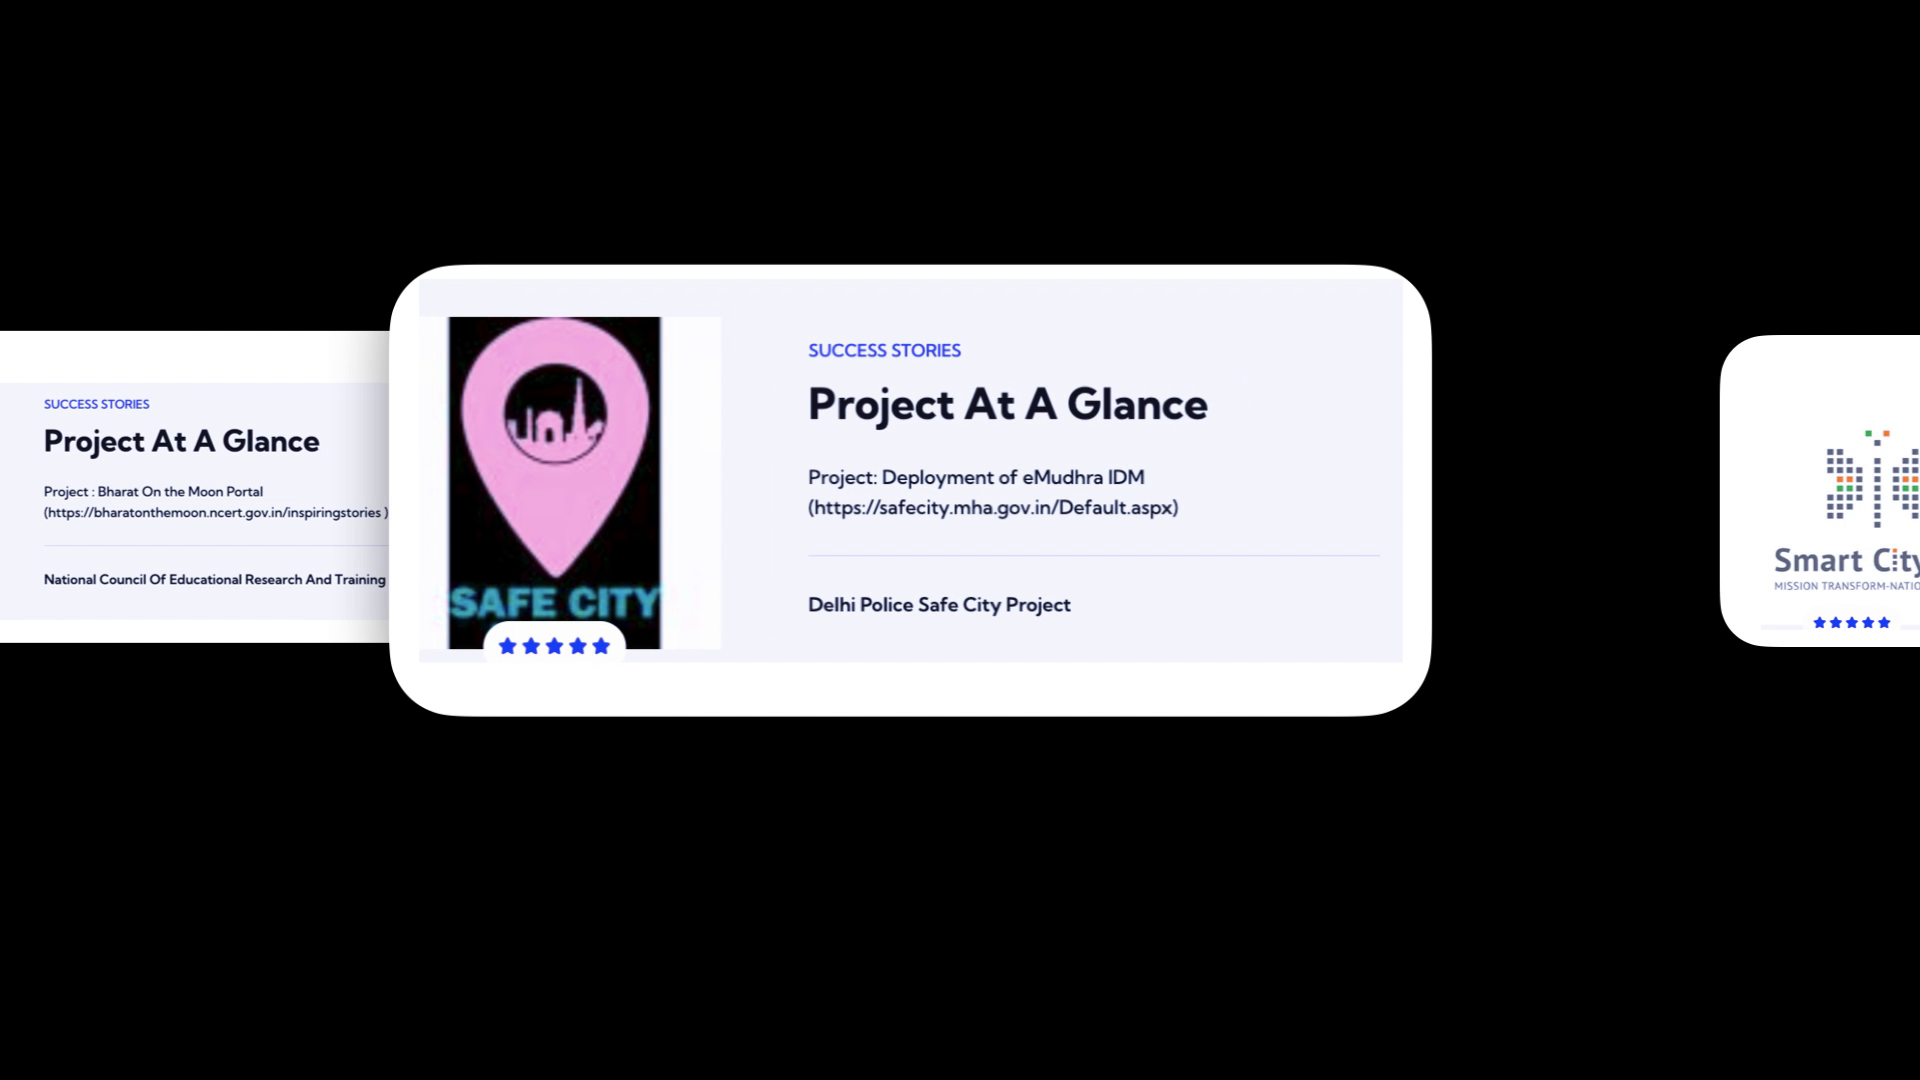 SUCCESS STORIES
Project At A Glance
Project : Bharat On the Moon Portal
(https://bharatonthemoon.ncert.gov.in/inspiringstories )
National Council Of Educational Research And Training
SAFE CITY
SUCCESS STORIES
Project At A Glance
Project: Deployment of eMudhra IDM
(https://safecity.mha.gov.in/Default.aspx)
Delhi Police Safe City Project
Smart City
MISSION TRANSFORM-NATIO